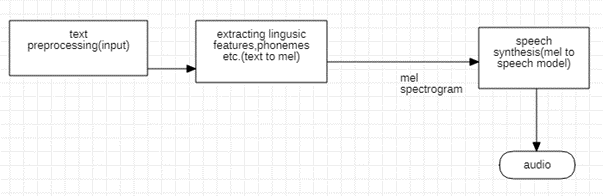 text
preprocessing(input)
extracting lingusic
features,phonemes
etc.(text to mel)
mel
spectrogram
speech
synthesis(mel to
speech model)
audio